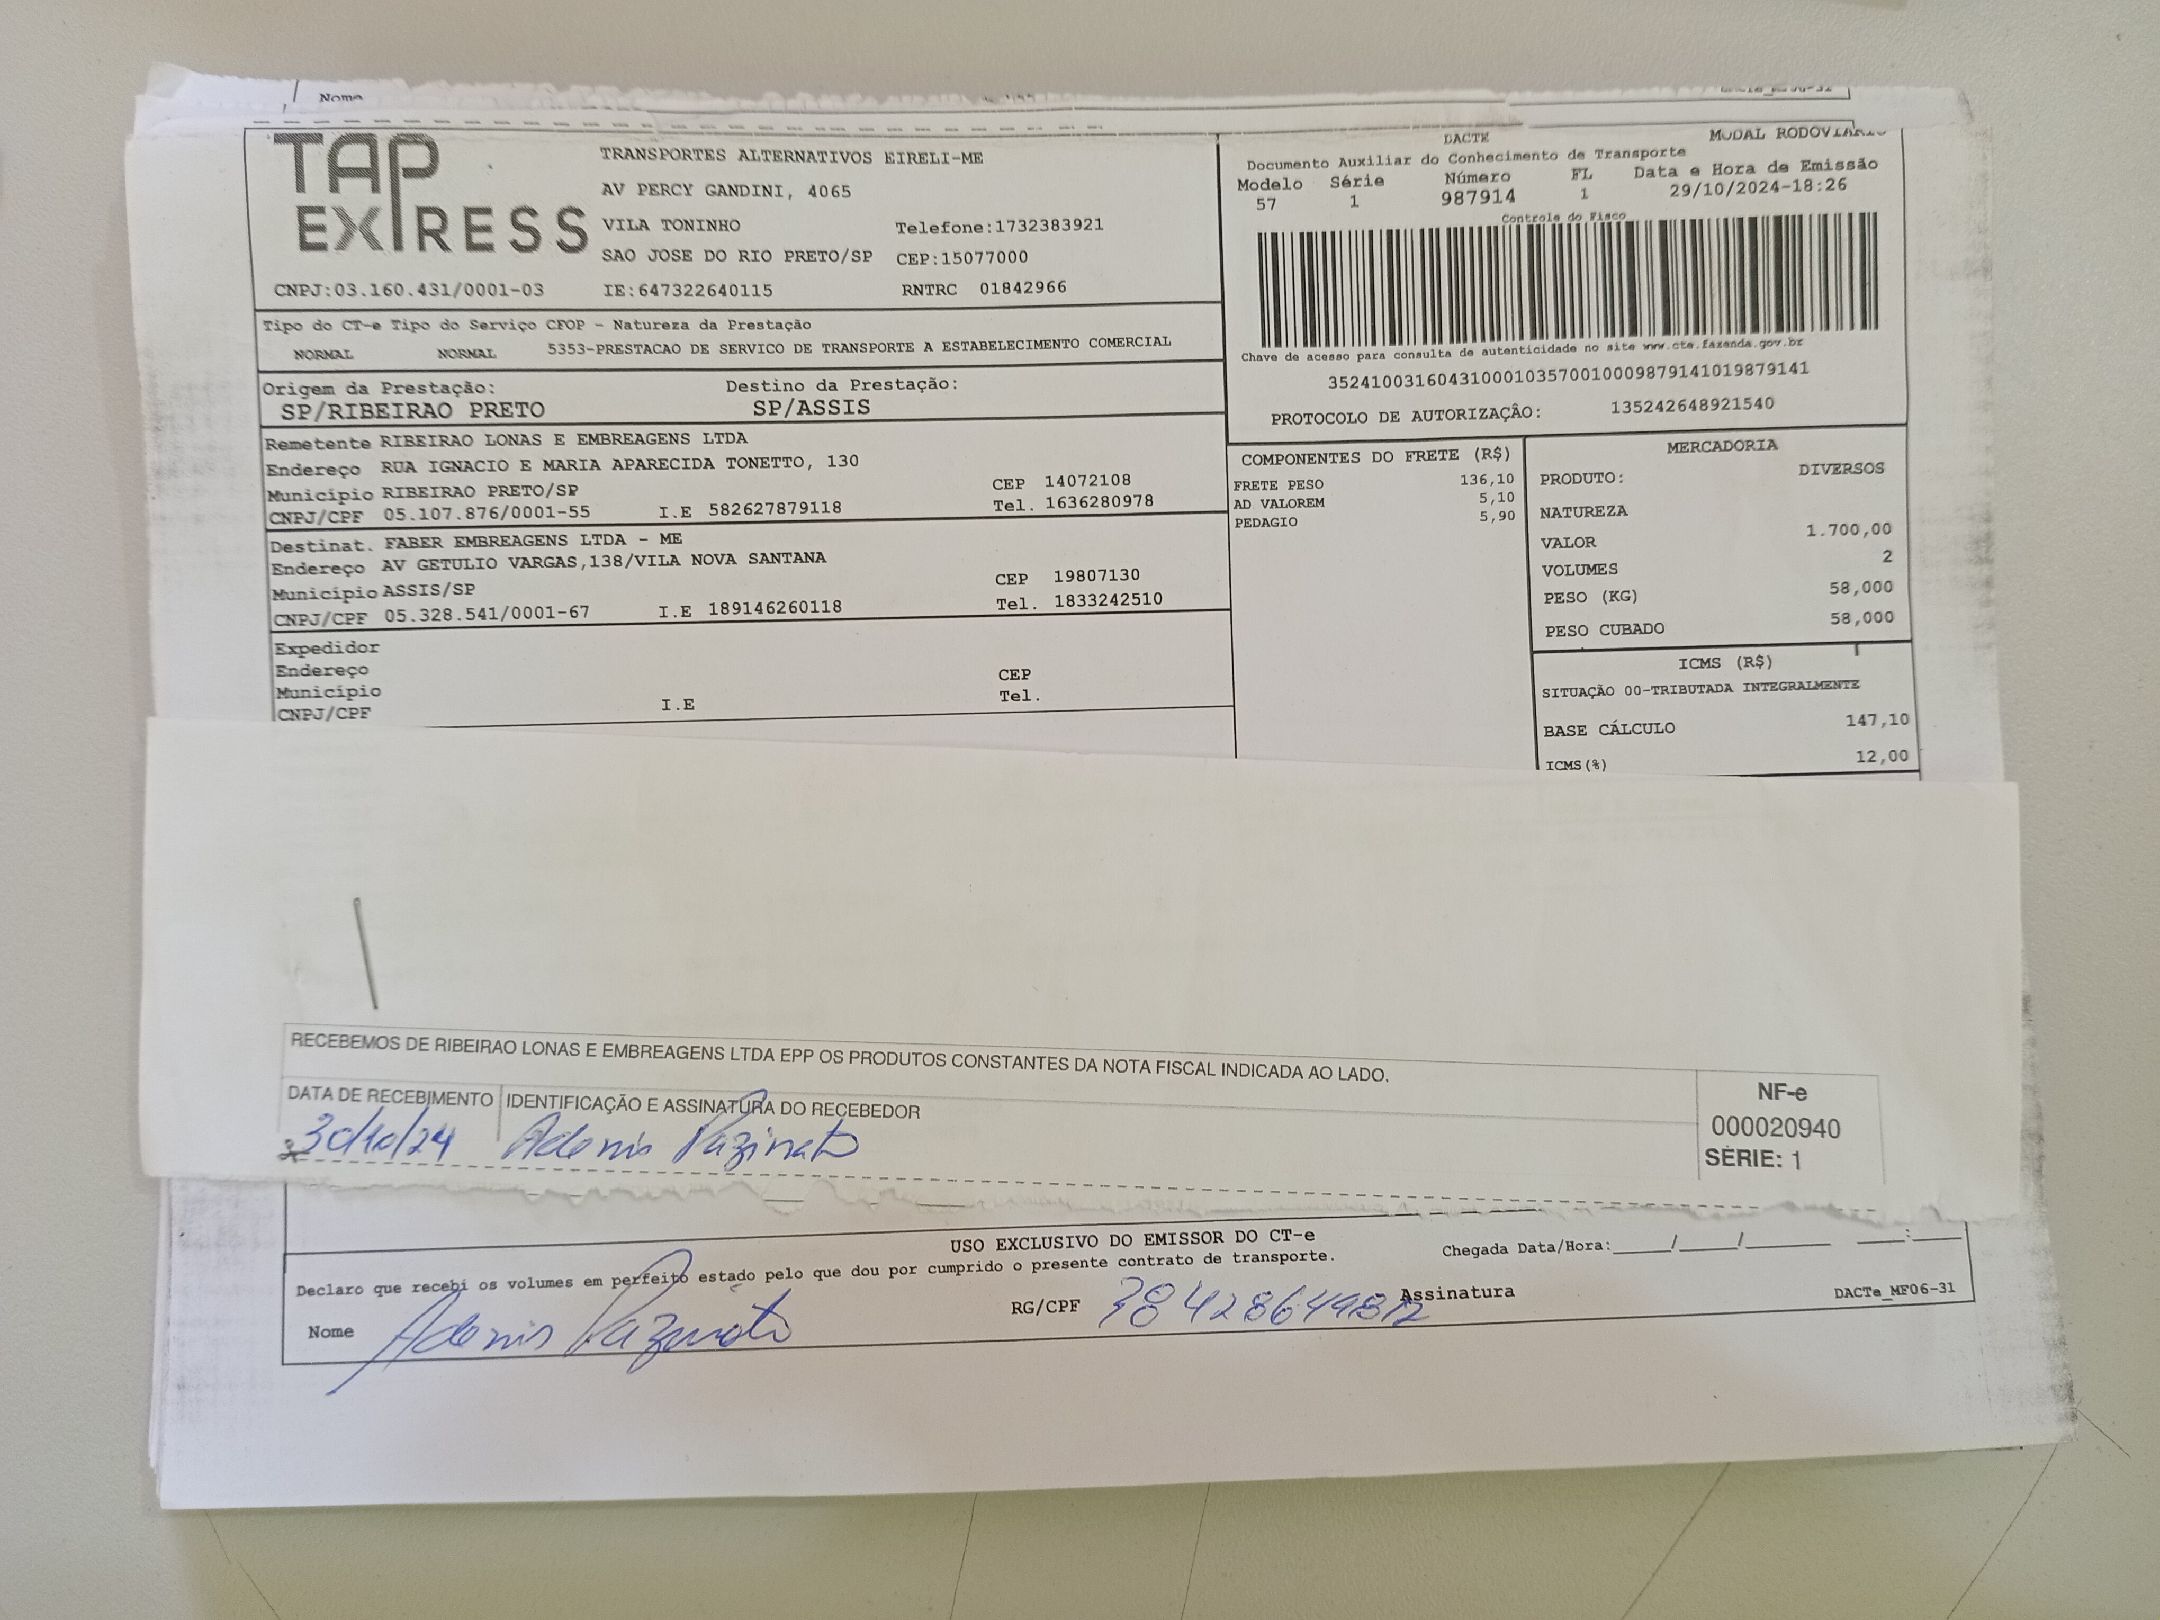 Nome
TAP EXPRESS
TRANSPORTES ALTERNATIVOS EIRELI-ME
AV PERCY GANDINI, 4065
VILA TONINHO Telefone:1732383921
SAO JOSE DO RIO PRETO/SP CEP:15077000
CNPJ:03.160.431/0001-03 IE:647322640115 RNTRC 01842966
DACTE MODAL RODOVIARIO
Documento Auxiliar do Conhecimento de Transporte
Modelo Série Número FL Data e Hora de Emissão
57 1 987914 1 29/10/2024-18:26
Controle do Fisco
Chave de acesso para consulta de autenticidade no site www.cte.fazenda.gov.br
35241003160431000103570010009879141019879141
PROTOCOLO DE AUTORIZAÇÂO: 135242648921540
Tipo do CT-e Tipo do Serviço CFOP - Natureza da Prestação
NORMAL NORMAL 5353-PRESTACAO DE SERVICO DE TRANSPORTE A ESTABELECIMENTO COMERCIAL
Origem da Prestação: Destino da Prestação:
SP/RIBEIRAO PRETO SP/ASSIS
Remetente RIBEIRAO LONAS E EMBREAGENS LTDA
Endereço RUA IGNACIO E MARIA APARECIDA TONETTO, 130
Município RIBEIRAO PRETO/SP CEP 14072108
CNPJ/CPF 05.107.876/0001-55 I.E 582627879118 Tel. 1636280978
Destinat. FABER EMBREAGENS LTDA - ME
Endereço AV GETULIO VARGAS,138/VILA NOVA SANTANA
Município ASSIS/SP CEP 19807130
CNPJ/CPF 05.328.541/0001-67 I.E 189146260118 Tel. 1833242510
Expedidor
Endereço
Município CEP
CNPJ/CPF I.E Tel.
COMPONENTES DO FRETE (R$)
FRETE PESO 136,10
AD VALOREM 5,10
PEDAGIO 5,90
MERCADORIA
PRODUTO: DIVERSOS
NATUREZA
VALOR 1.700,00
VOLUMES 2
PESO (KG) 58,000
PESO CUBADO 58,000
ICMS (R$)
SITUAÇÃO 00-TRIBUTADA INTEGRALMENTE
BASE CÁLCULO 147,10
ICMS(%) 12,00
RECEBEMOS DE RIBEIRAO LONAS E EMBREAGENS LTDA EPP OS PRODUTOS CONSTANTES DA NOTA FISCAL INDICADA AO LADO.
DATA DE RECEBIMENTO IDENTIFICAÇÃO E ASSINATURA DO RECEBEDOR
30/10/24 Ademis Pazinato
NF-e
000020940
SÉRIE: 1
USO EXCLUSIVO DO EMISSOR DO CT-e
Chegada Data/Hora:_____/_____/_______ ____:____
Declaro que recebi os volumes em perfeito estado pelo que dou por cumprido o presente contrato de transporte.
Nome Ademis Pazinato RG/CPF 38428649812 Assinatura DACTe_MF06-31